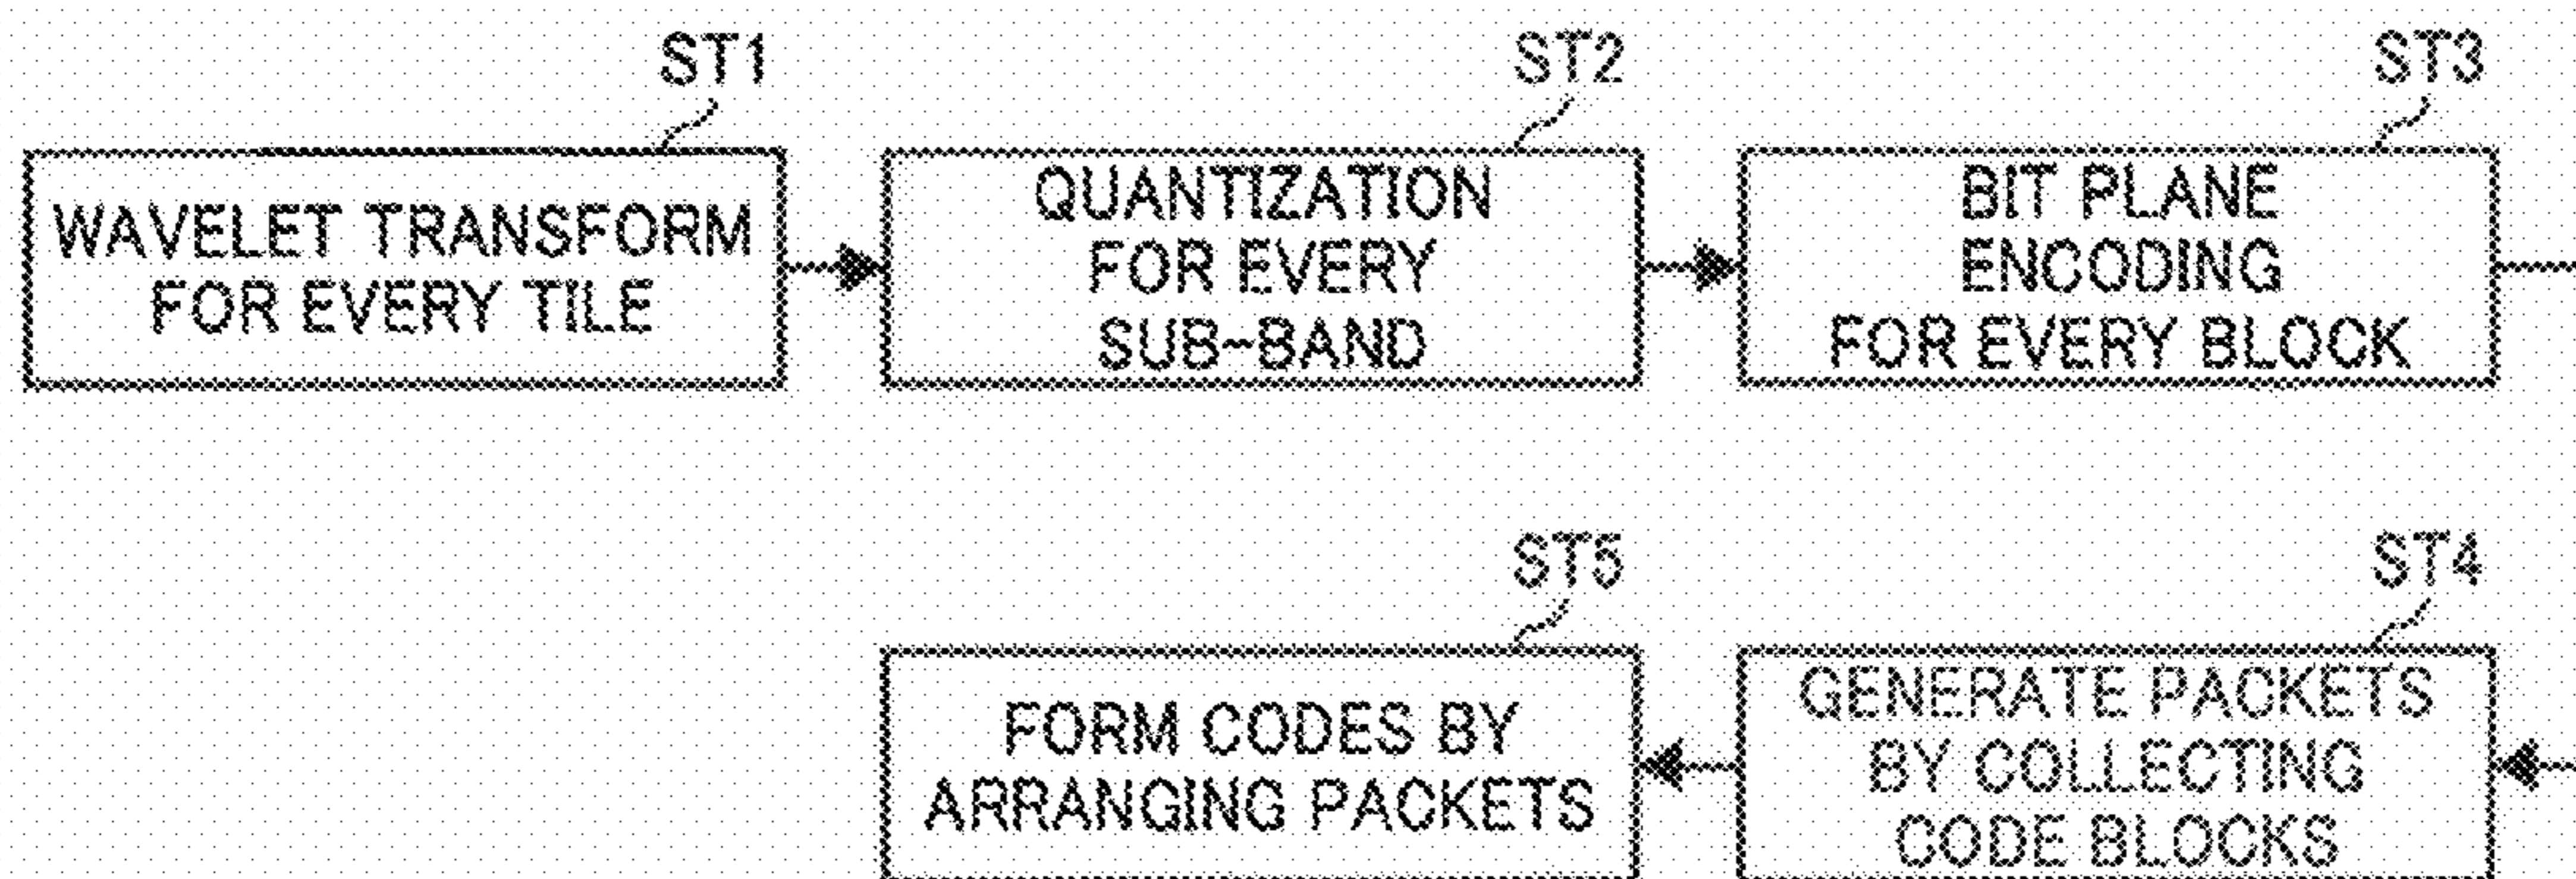 ST1
WAVELET TRANSFORM
FOR EVERY TILE
ST2
QUANTIZATION
FOR EVERY
SUB-BAND
ST3
BIT PLANE
ENCODING
FOR EVERY BLOCK
ST4
GENERATE PACKETS
BY COLLECTING
CODE BLOCKS
ST5
FORM CODES BY
ARRANGING PACKETS